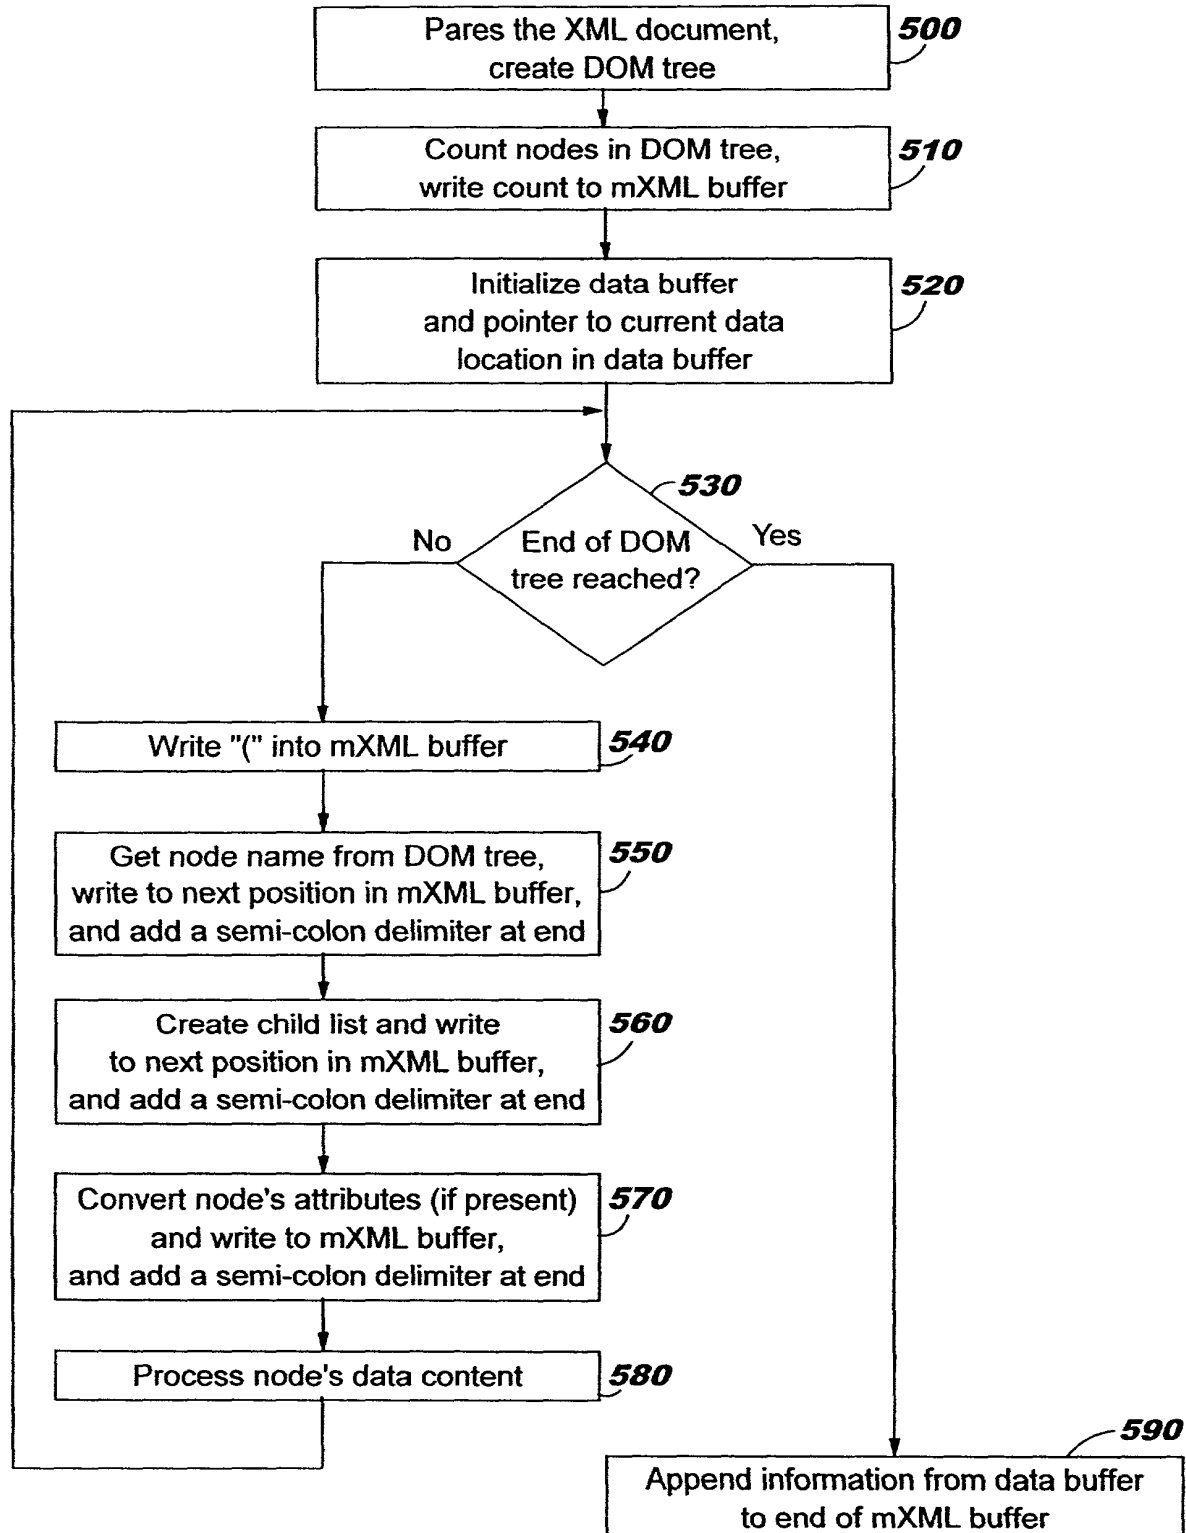 Pares the XML document,
create DOM tree
500
Count nodes in DOM tree,
write count to mXML buffer
510
Initialize data buffer
and pointer to current data
location in data buffer
520
530
No
End of DOM
tree reached?
Yes
Write "(" into mXML buffer
540
Get node name from DOM tree,
write to next position in mXML buffer,
and add a semi-colon delimiter at end
550
Create child list and write
to next position in mXML buffer,
and add a semi-colon delimiter at end
560
Convert node's attributes (if present)
and write to mXML buffer,
and add a semi-colon delimiter at end
570
Process node's data content
580
590
Append information from data buffer
to end of mXML buffer